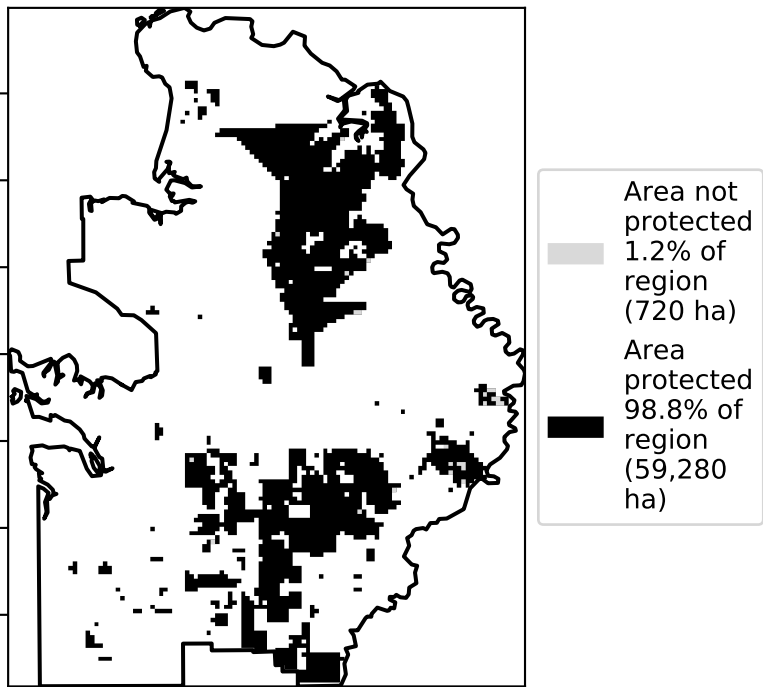 Area not
protected
1.2% of
region
(720 ha)
Area
protected
98.8% of
region
(59,280
ha)